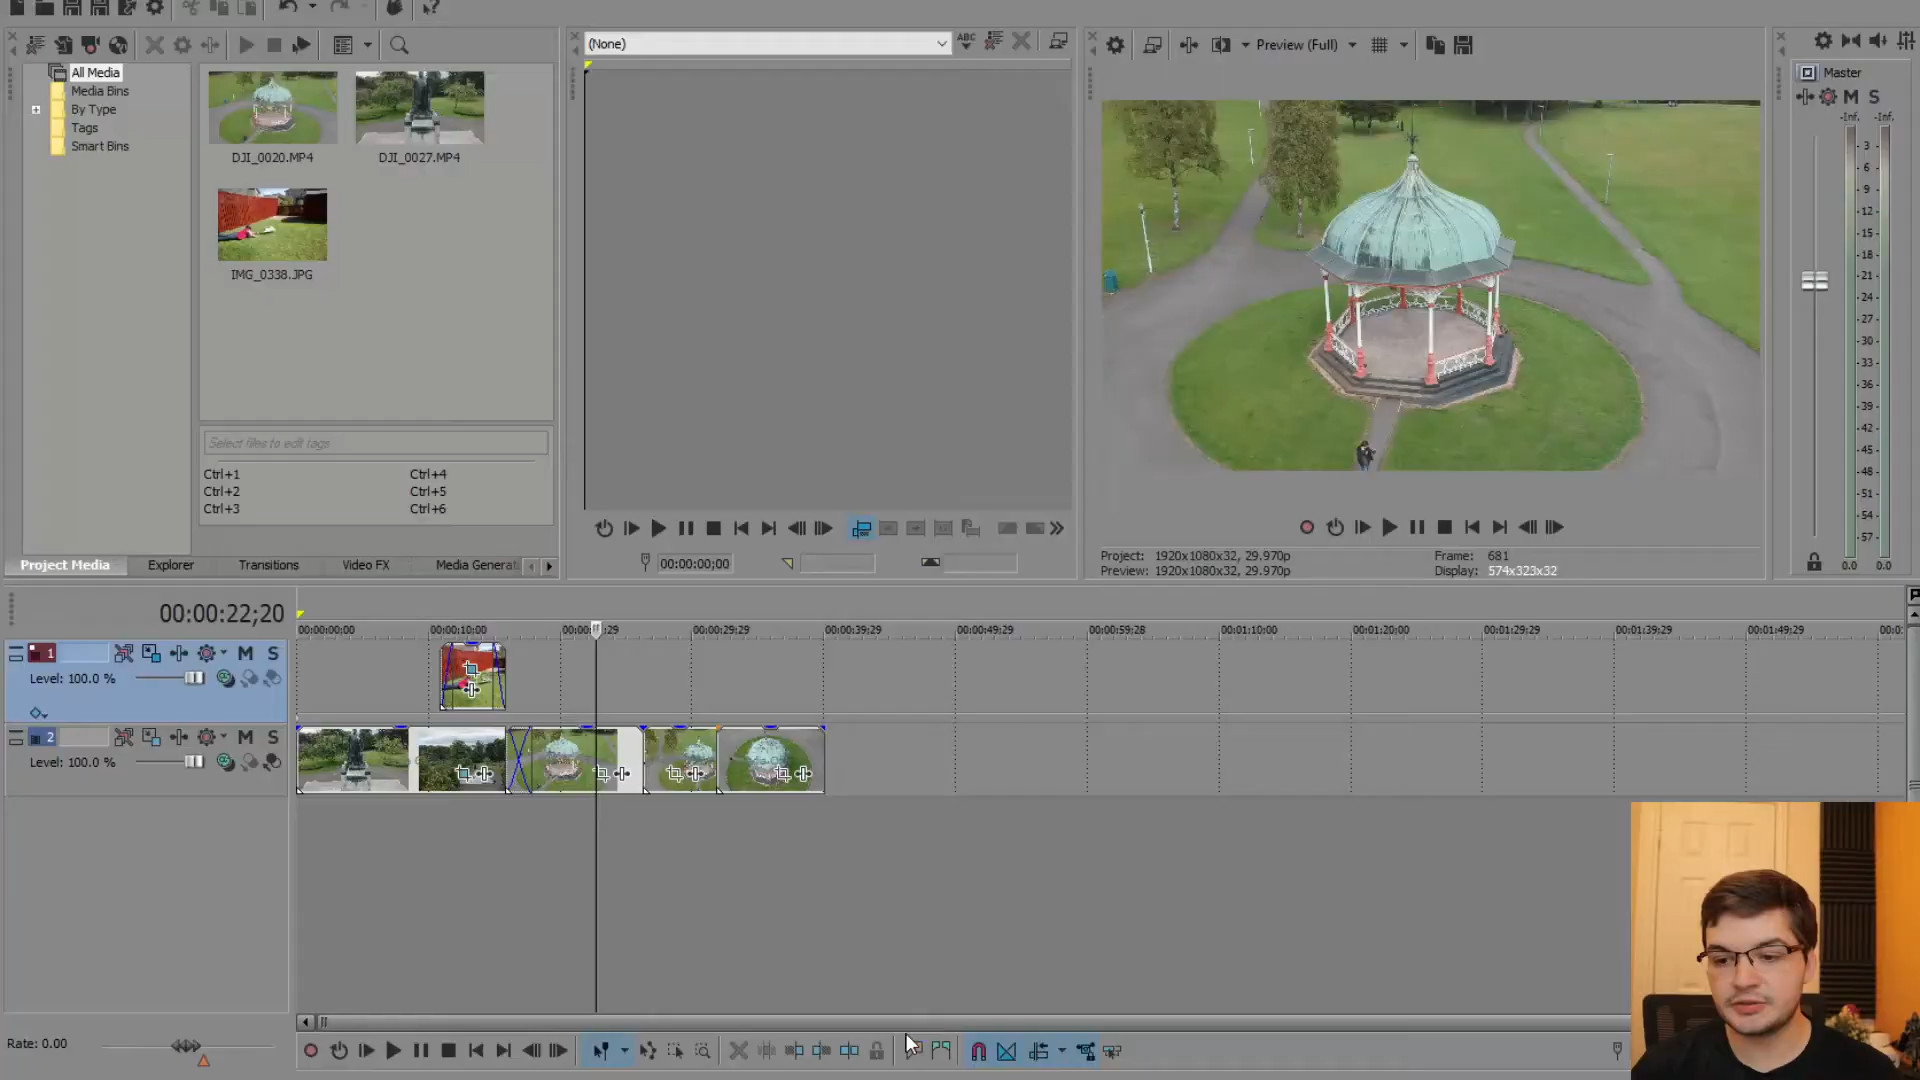 (None)
ABC
Preview (Full)
All Media
Media Bins
By Type
Tags
Smart Bins
DJI_0020.MP4
DJI_0027.MP4
IMG_0338.JPG
Select files to edit tags
Ctrl+1
Ctrl+4
Ctrl+2
Ctrl+5
Ctrl+3
Ctrl+6
Project Media
Explorer
Transitions
Video FX
Media Generat
00:00:00;00
Project: 1920x1080x32, 29.970p
Preview: 1920x1080x32, 29.970p
Frame: 681
Display: 574x323x32
Master
M S
-Inf. -Inf.
3
6
9
12
15
18
21
24
27
30
33
36
39
42
45
48
51
54
57
0.0 0.0
00:00:22;20
00:00:00;00
00:00:10;00
00:00:
:29
00:00:29;29
00:00:39;29
00:00:49;29
00:00:59;28
00:01:10;00
00:01:20;00
00:01:29;29
00:01:39;29
00:01:49;29
00:0
1
M S
Level: 100.0 %
2
M S
Level: 100.0 %
Rate: 0.00